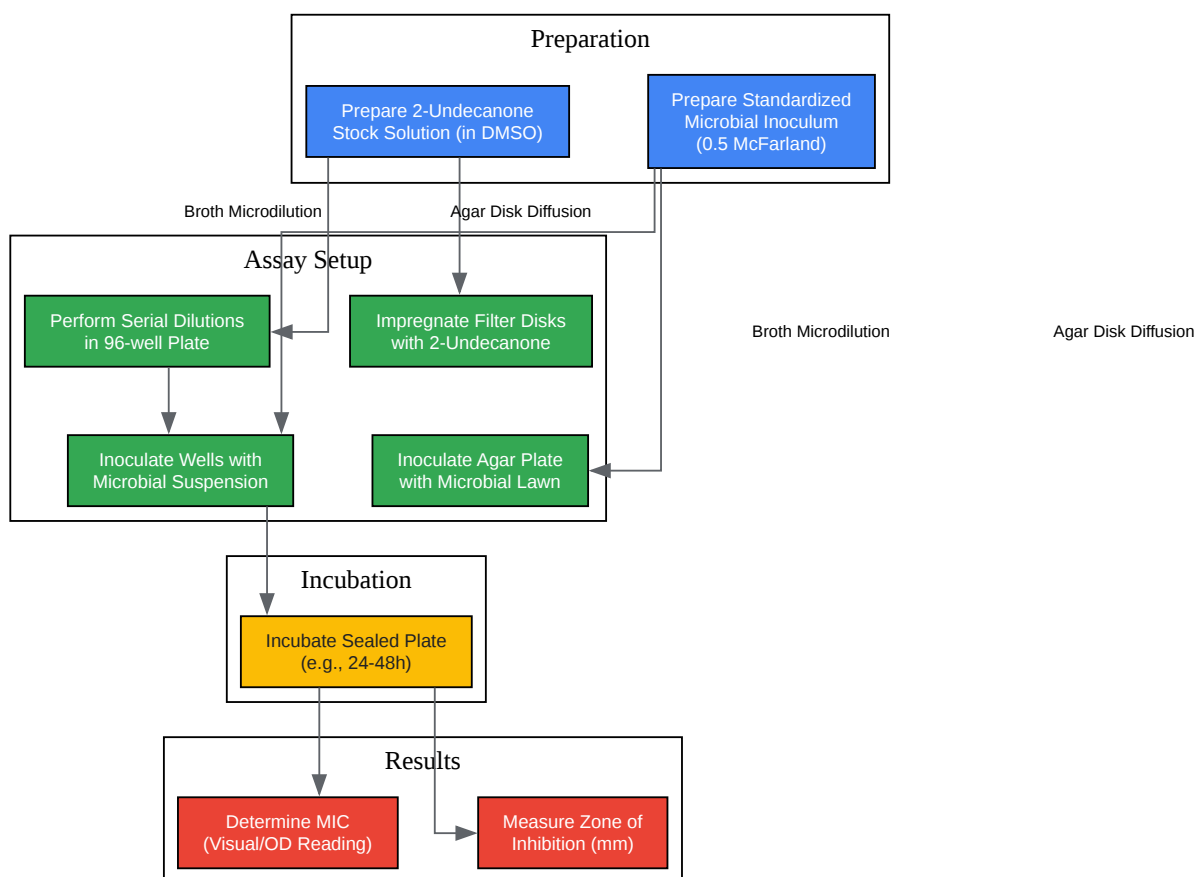 Preparation
Prepare 2-Undecanone
Stock Solution (in DMSO)
Prepare Standardized
Microbial Inoculum
(0.5 McFarland)
Broth Microdilution
Agar Disk Diffusion
Assay Setup
Perform Serial Dilutions
in 96-well Plate
Impregnate Filter Disks
with 2-Undecanone
Broth Microdilution
Agar Disk Diffusion
Inoculate Wells with
Microbial Suspension
Inoculate Agar Plate
with Microbial Lawn
Incubation
Incubate Sealed Plate
(e.g., 24-48h)
Results
Determine MIC
(Visual/OD Reading)
Measure Zone of
Inhibition (mm)